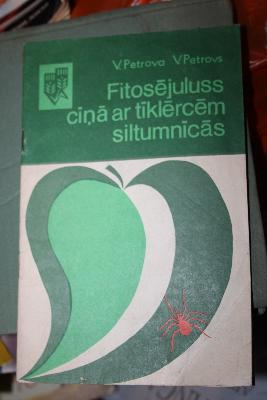 V. Petrova V. Petrovs
Fitosējuluss
cīņā ar tīklērcēm
siltumnīcās